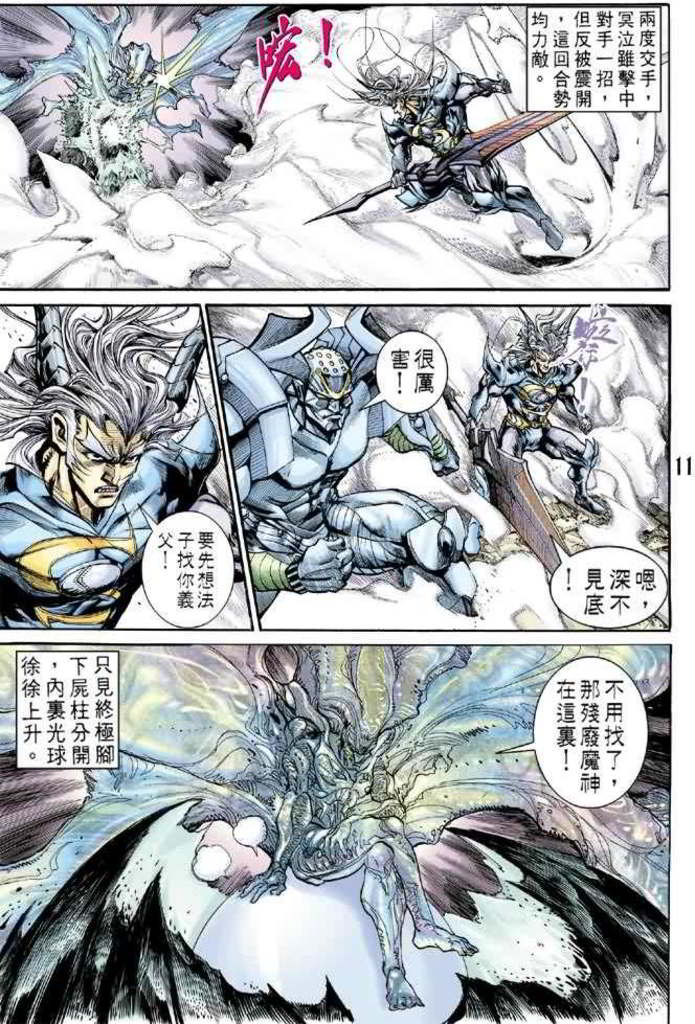 兩度交手，
冥泣雖擊中
對手一招，
但反被震開
，這回合勢
均力敵。
很厲
害！
嗯，
深不
見底
！
要先想法
子找你義
父！
11
不用找了，
那殘廢魔神
在這裏！
只見終極腳
下屍柱分開
，內裏光球
徐徐上升。